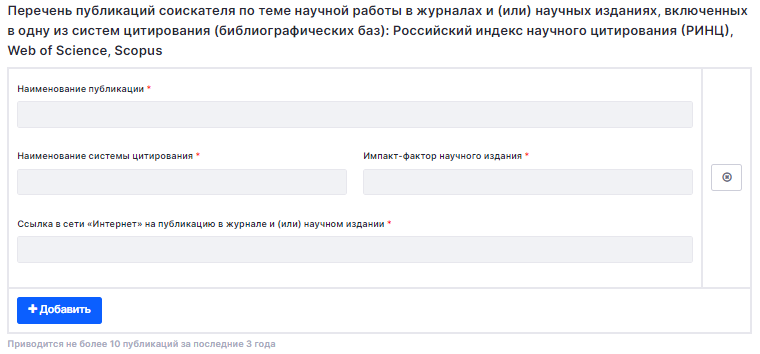 Перечень публикаций соискателя по теме научной работы в журналах и (или) научных изданиях, включенных
в одну из систем цитирования (библиографических баз): Российский индекс научного цитирования (РИНЦ),
Web of Science, Scopus
Наименование публикации *
Наименование системы цитирования * Импакт-фактор научного издания *
Ссылка в сети «Интернет» на публикацию в журнале и (или) научном издании *
Добавить
Приводится не более 10 публикаций за последние 3 года